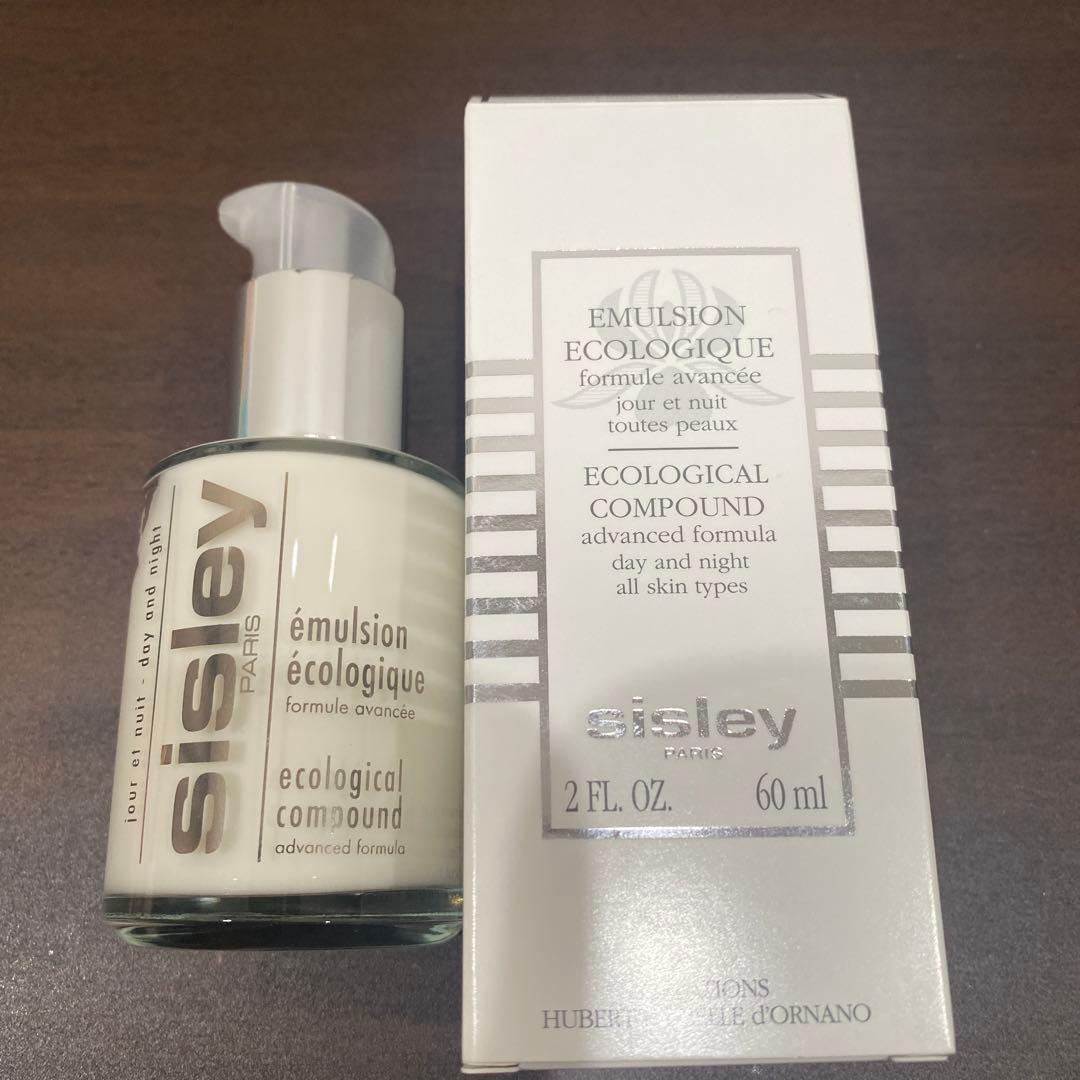 jour et nuit - day and night
sisley
PARIS
émulsion
écologique
formule avancée
ecological
compound
advanced formula
EMULSION
ECOLOGIQUE
formule avancée
jour et nuit
toutes peaux
ECOLOGICAL
COMPOUND
advanced formula
day and night
all skin types
sisley
PARIS
2 FL. OZ. 60 ml
d'ORNANO